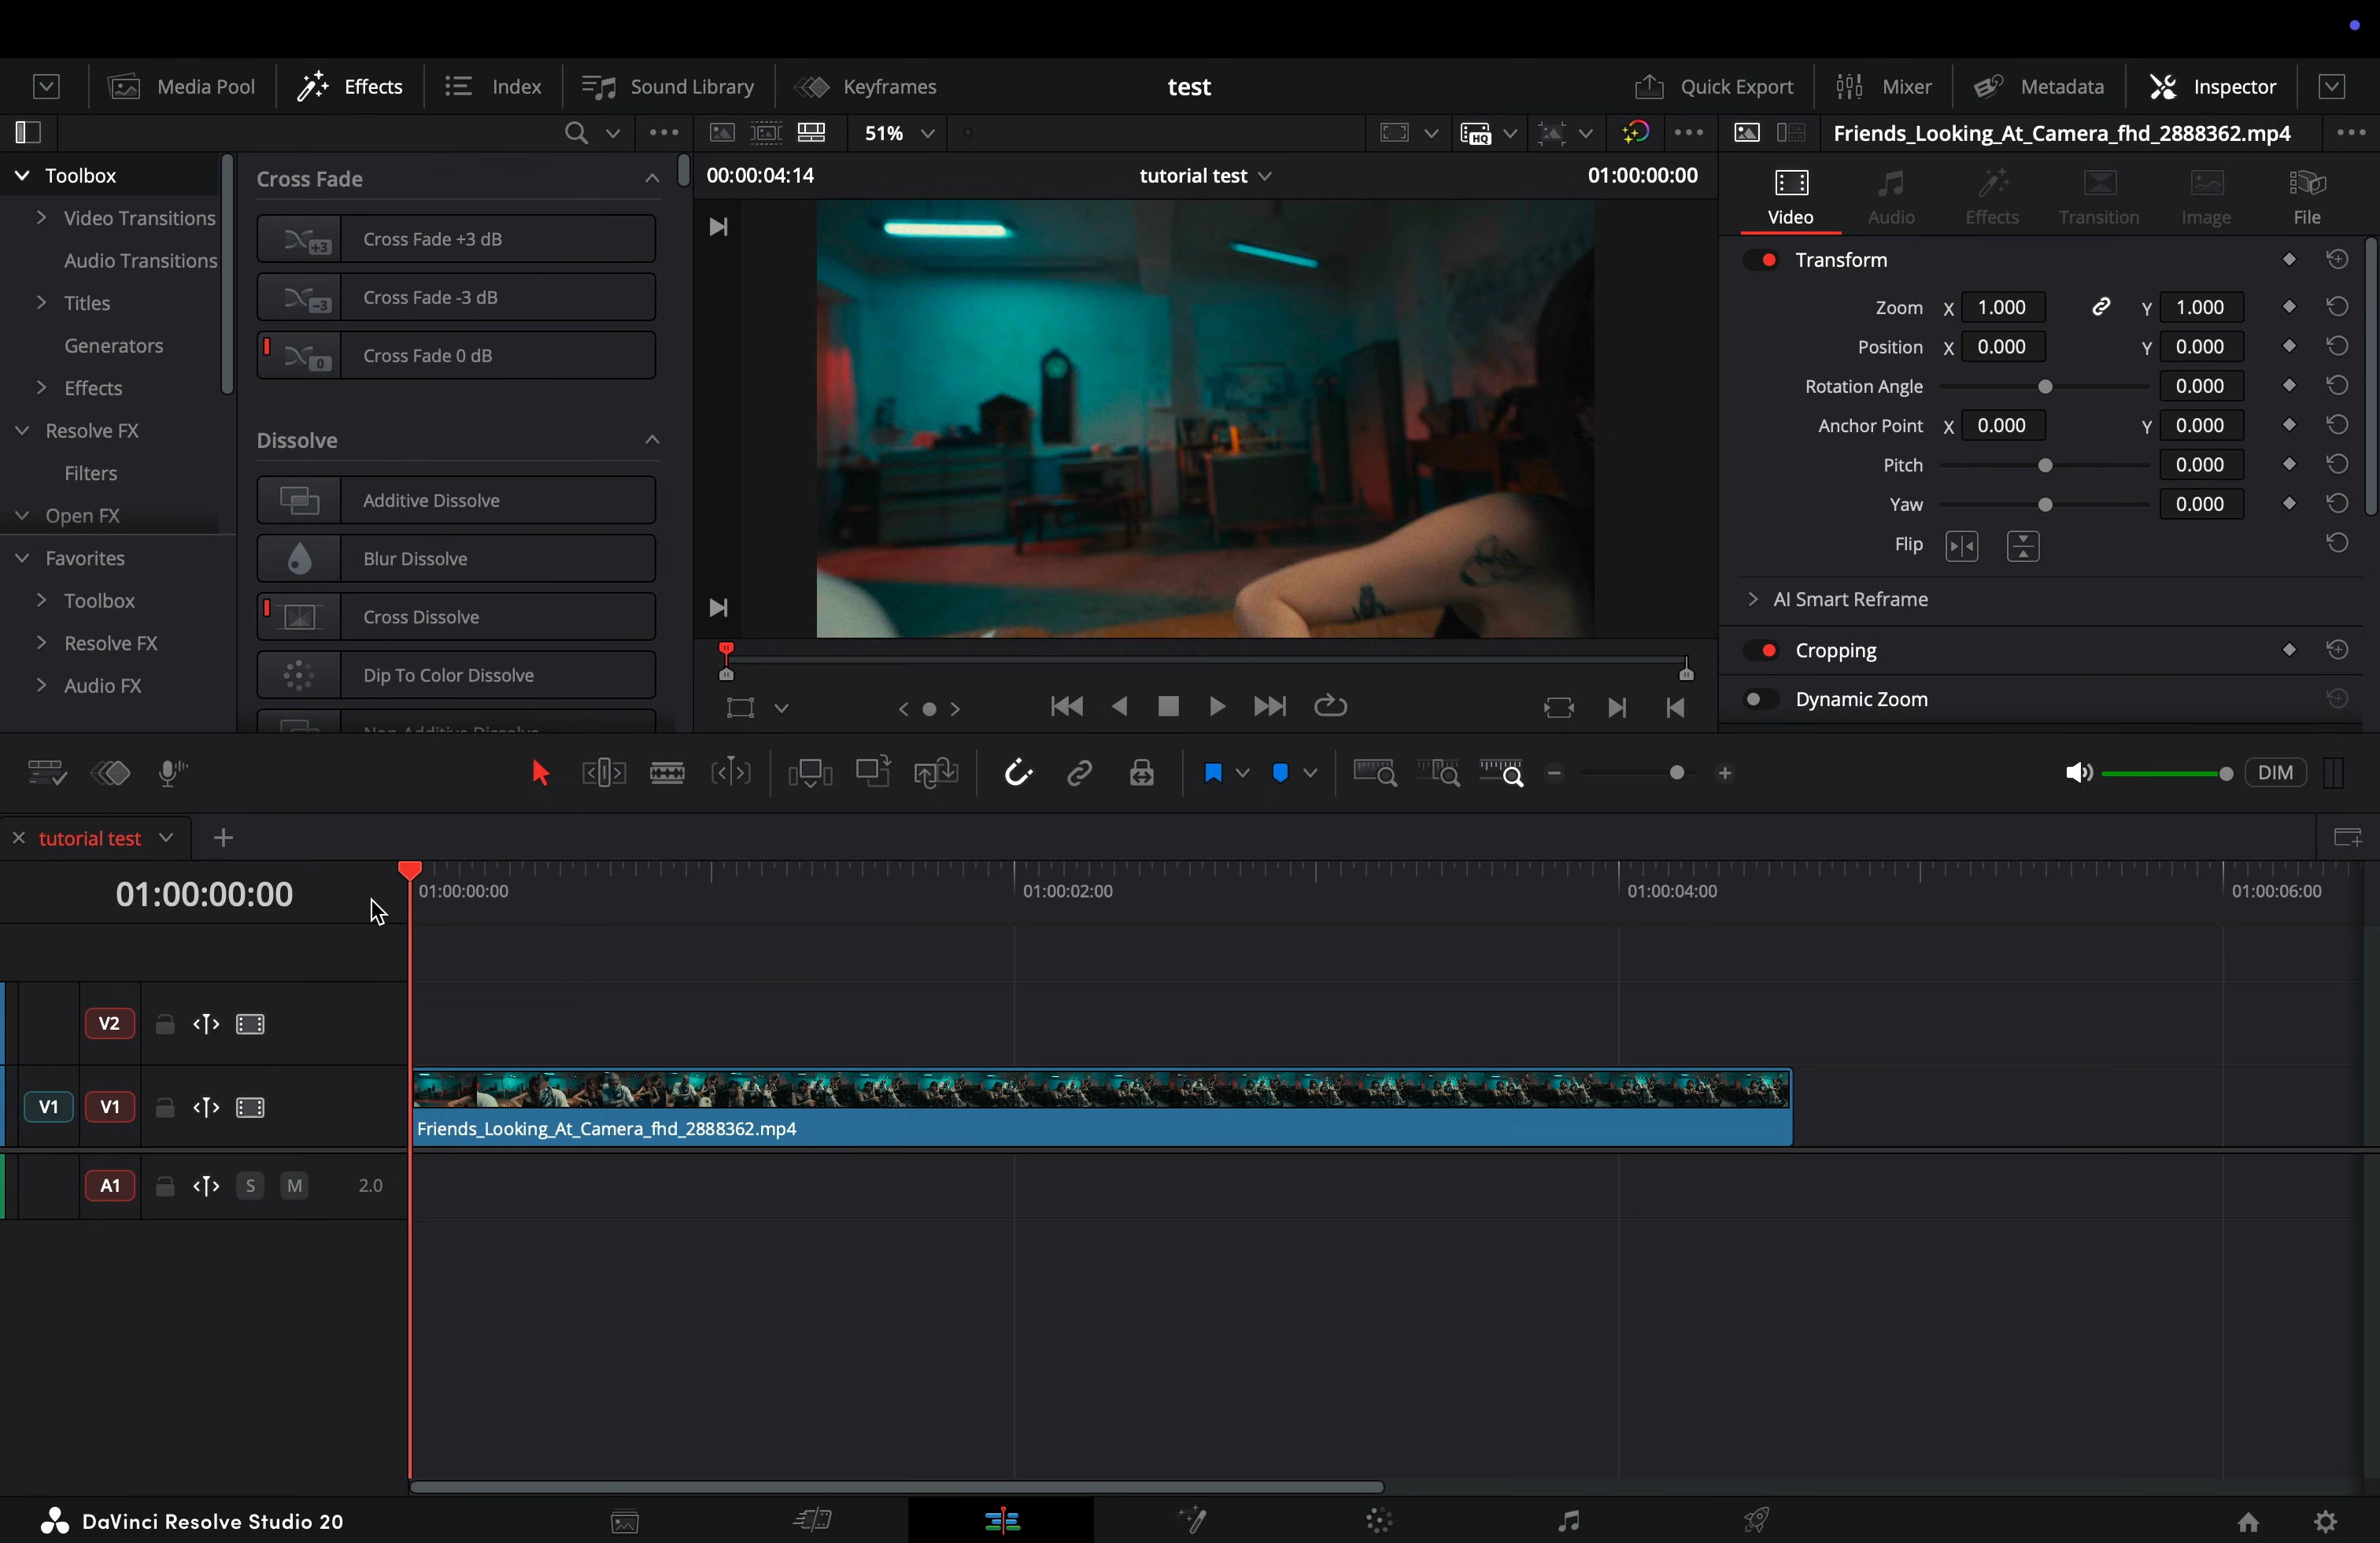 Media Pool
Effects
Index
Sound Library
Keyframes
test
Quick Export
Mixer
Metadata
Inspector
51%
HQ
Friends_Looking_At_Camera_fhd_2888362.mp4
Toolbox
Video Transitions
Audio Transitions
Titles
Generators
Effects
Resolve FX
Filters
Open FX
Favorites
Toolbox
Resolve FX
Audio FX
Cross Fade
+3
Cross Fade +3 dB
-3
Cross Fade -3 dB
0
Cross Fade 0 dB
Dissolve
Additive Dissolve
Blur Dissolve
Cross Dissolve
Dip To Color Dissolve
Non-Additive Dissolve
00:00:04:14
tutorial test
01:00:00:00
Video
Audio
Effects
Transition
Image
File
Transform
Zoom X 1.000 Y 1.000
Position X 0.000 Y 0.000
Rotation Angle 0.000
Anchor Point X 0.000 Y 0.000
Pitch 0.000
Yaw 0.000
Flip
AI Smart Reframe
Cropping
Dynamic Zoom
DIM
tutorial test
01:00:00:00
01:00:00:00
01:00:02:00
01:00:04:00
01:00:06:00
V2
V1 V1
Friends_Looking_At_Camera_fhd_2888362.mp4
A1 S M 2.0
DaVinci Resolve Studio 20